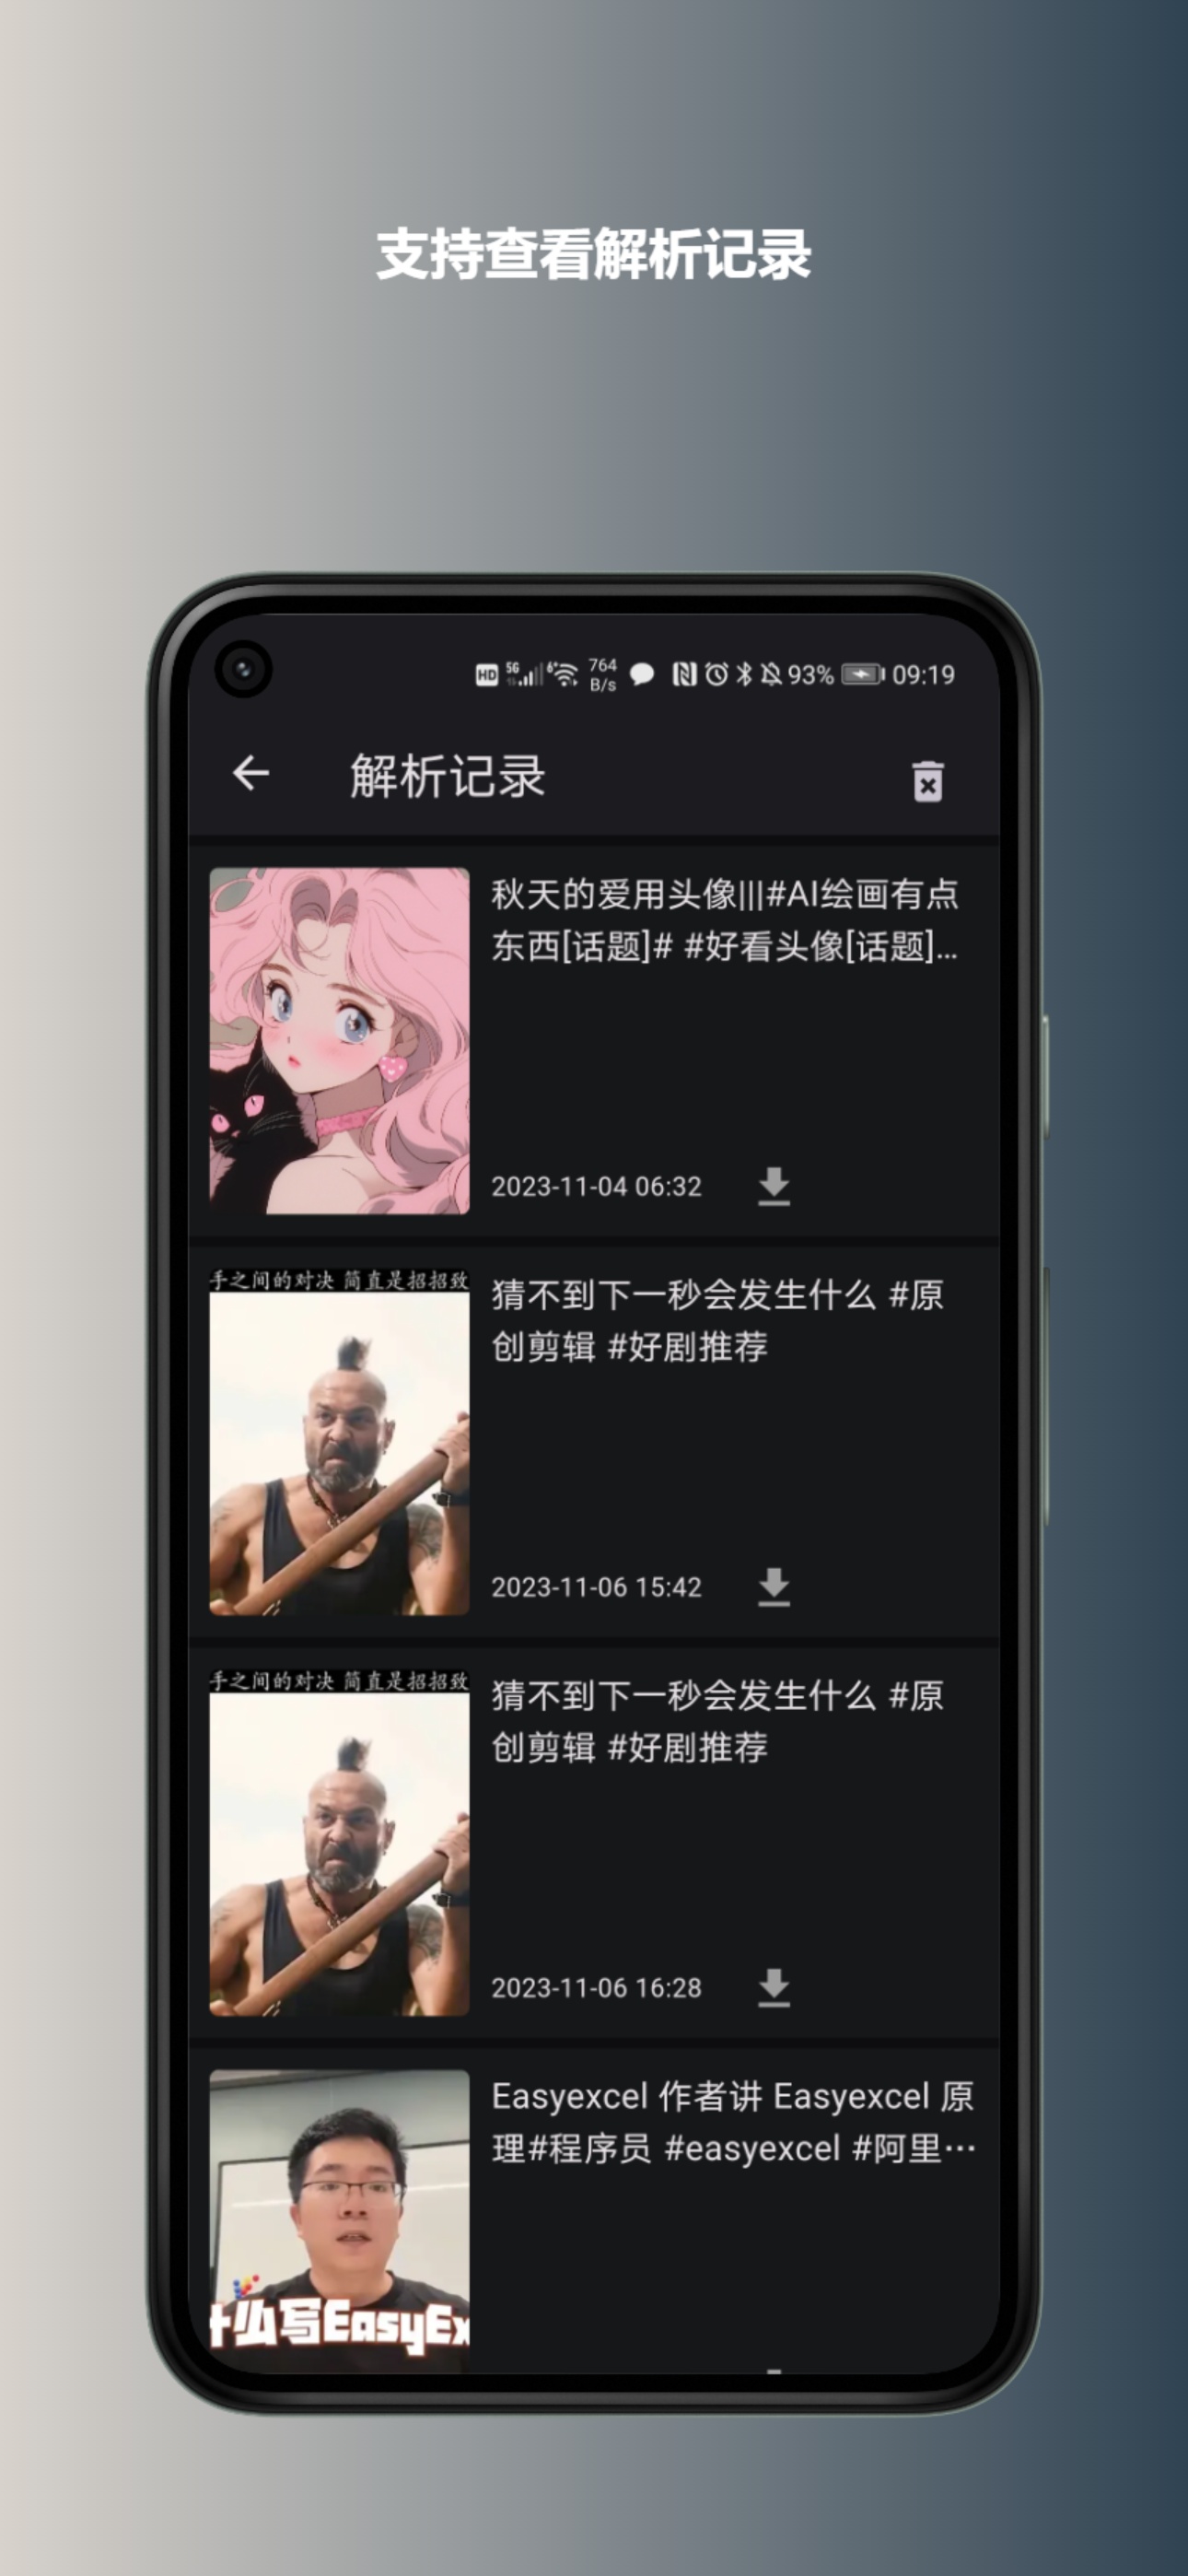 支持查看解析记录
HD 5G 6+ 764 B/s 93% 09:19
解析记录
秋天的爱用头像|||#AI绘画有点
东西[话题]# #好看头像[话题]...
2023-11-04 06:32
手之间的对决 简直是招招致
猜不到下一秒会发生什么 #原
创剪辑 #好剧推荐
2023-11-06 15:42
手之间的对决 简直是招招致
猜不到下一秒会发生什么 #原
创剪辑 #好剧推荐
2023-11-06 16:28
Easyexcel 作者讲 Easyexcel 原
理#程序员 #easyexcel #阿里···
什么写EasyEx